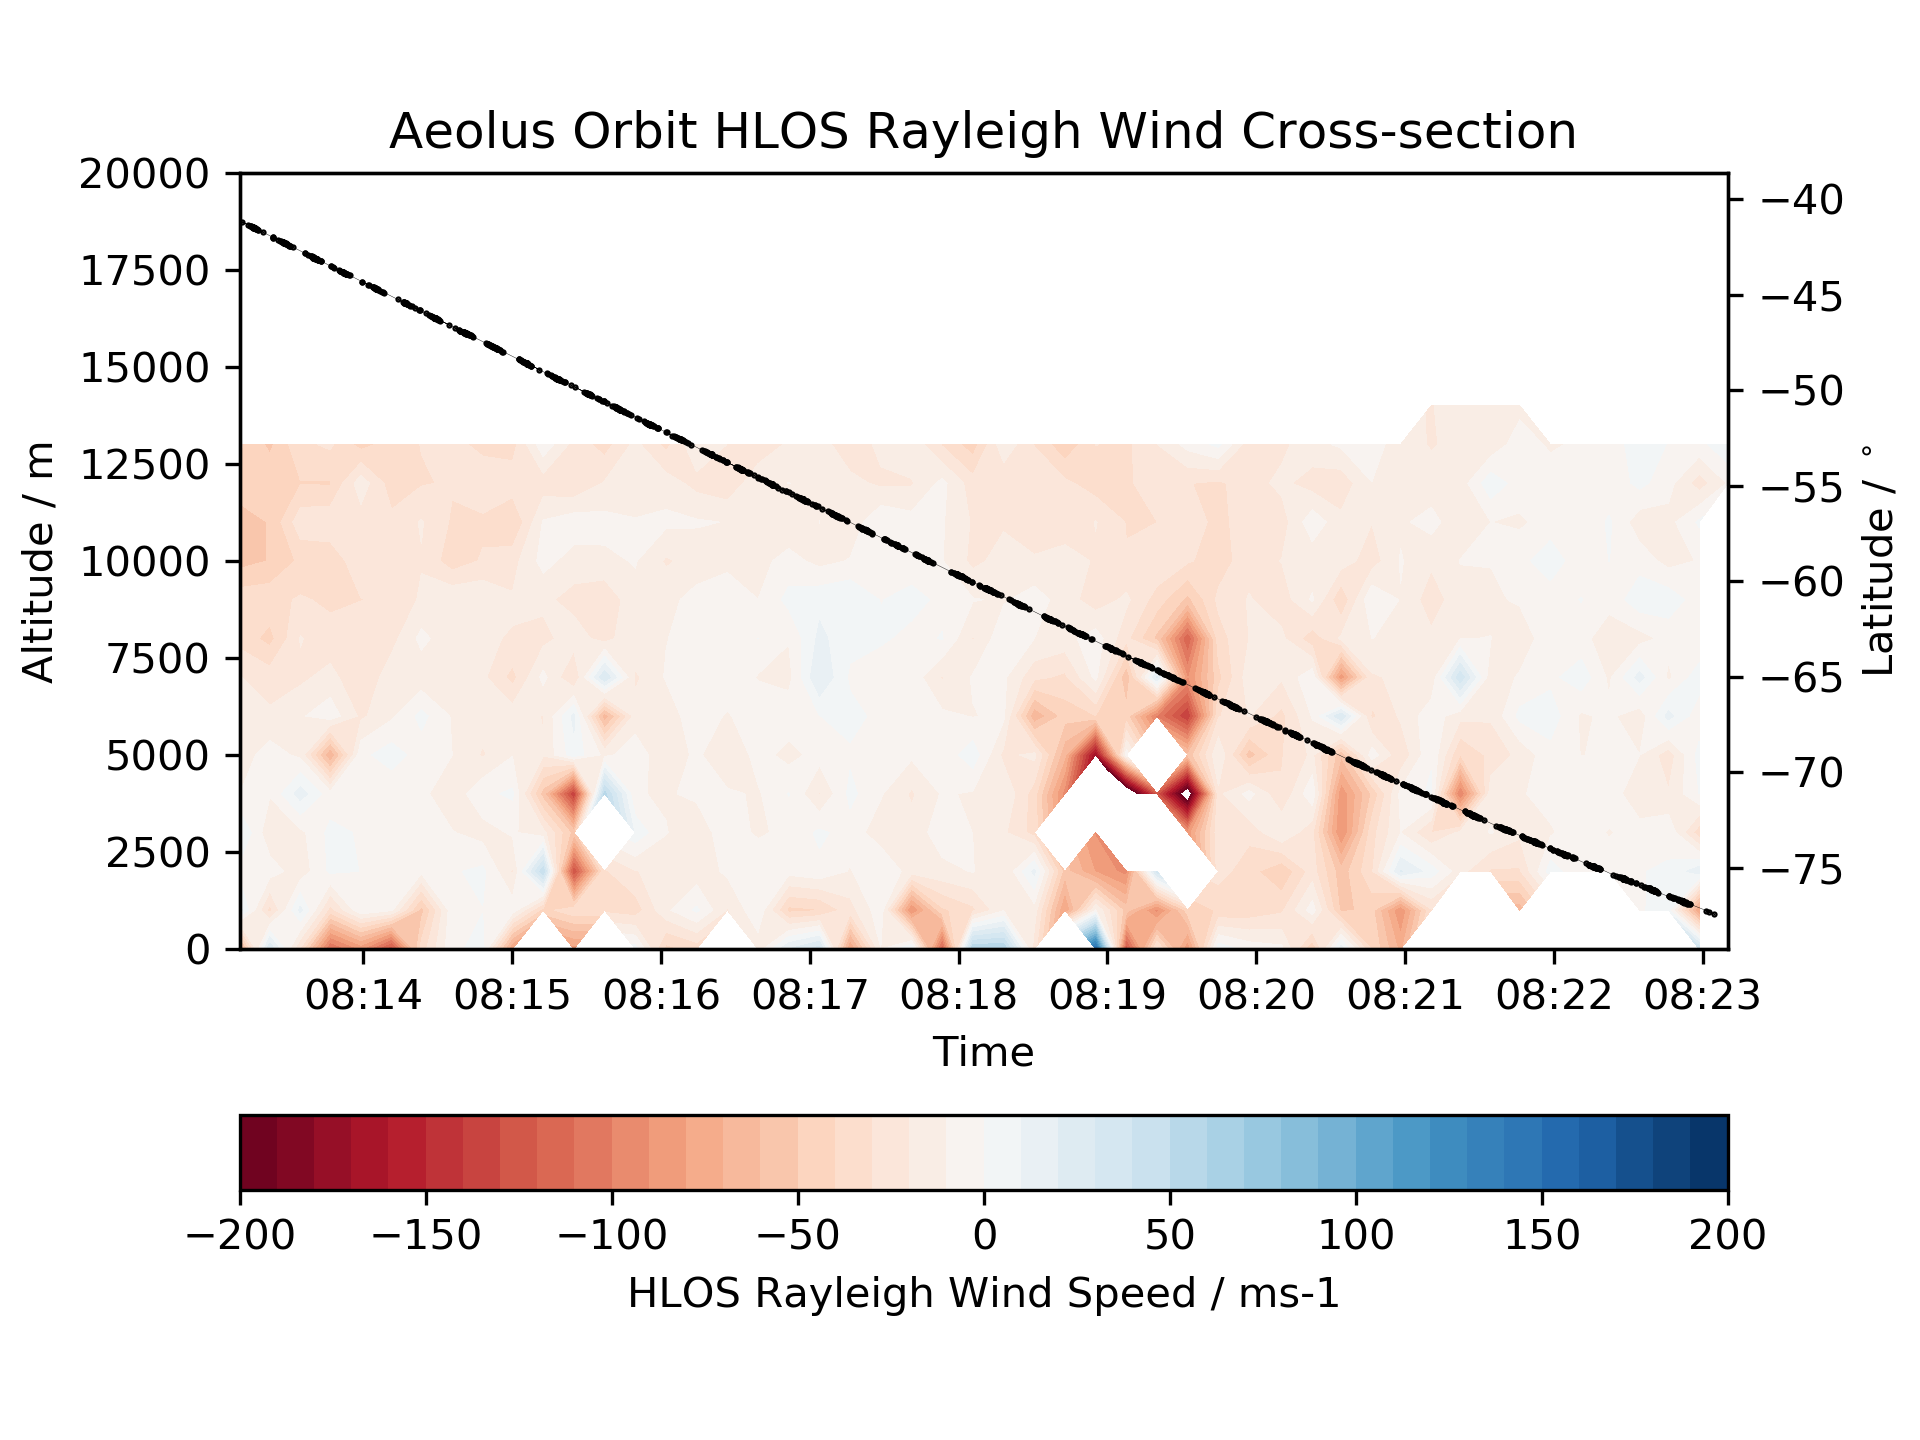 Aeolus Orbit HLOS Rayleigh Wind Cross-section
20000
17500
15000
12500
10000
7500
5000
2500
0
Altitude / m
−40
−45
−50
−55
−60
−65
−70
−75
Latitude / °
08:14 08:15 08:16 08:17 08:18 08:19 08:20 08:21 08:22 08:23
Time
−200 −150 −100 −50 0 50 100 150 200
HLOS Rayleigh Wind Speed / ms-1